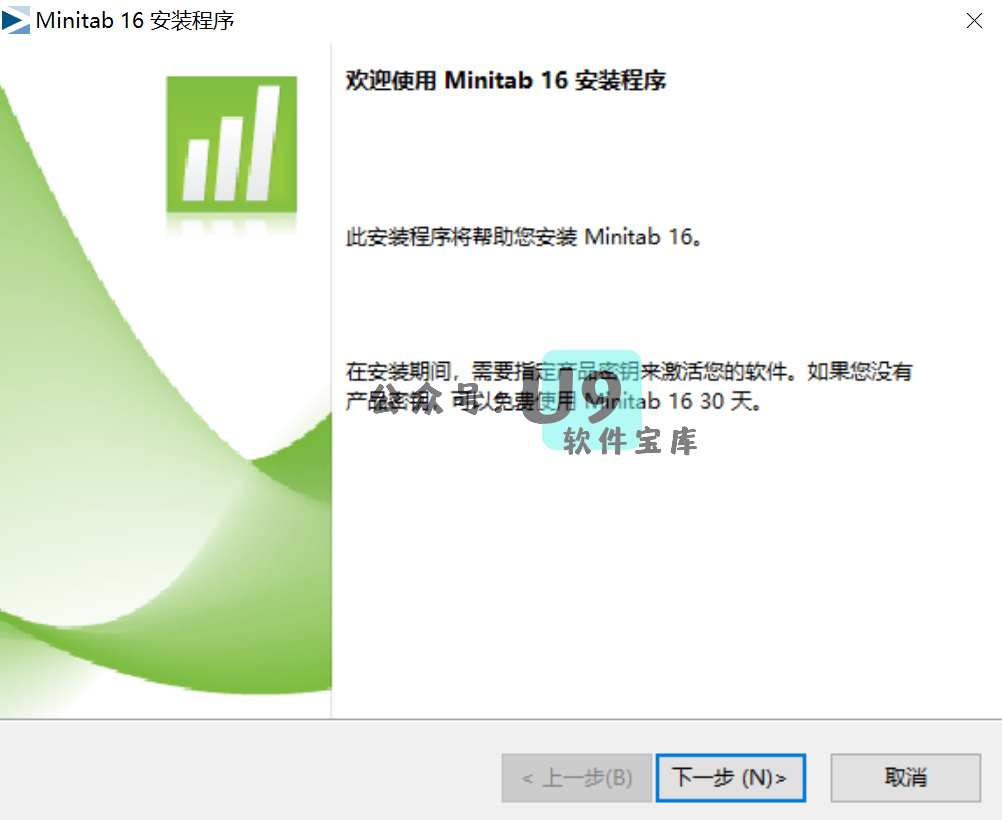 Minitab 16 安装程序
欢迎使用 Minitab 16 安装程序
此安装程序将帮助您安装 Minitab 16。
在安装期间，需要指定产品密钥来激活您的软件。如果您没有
产品密钥，可以免费使用 Minitab 16 30 天。
公众号：U9
软件宝库
< 上一步(B)
下一步 (N)>
取消